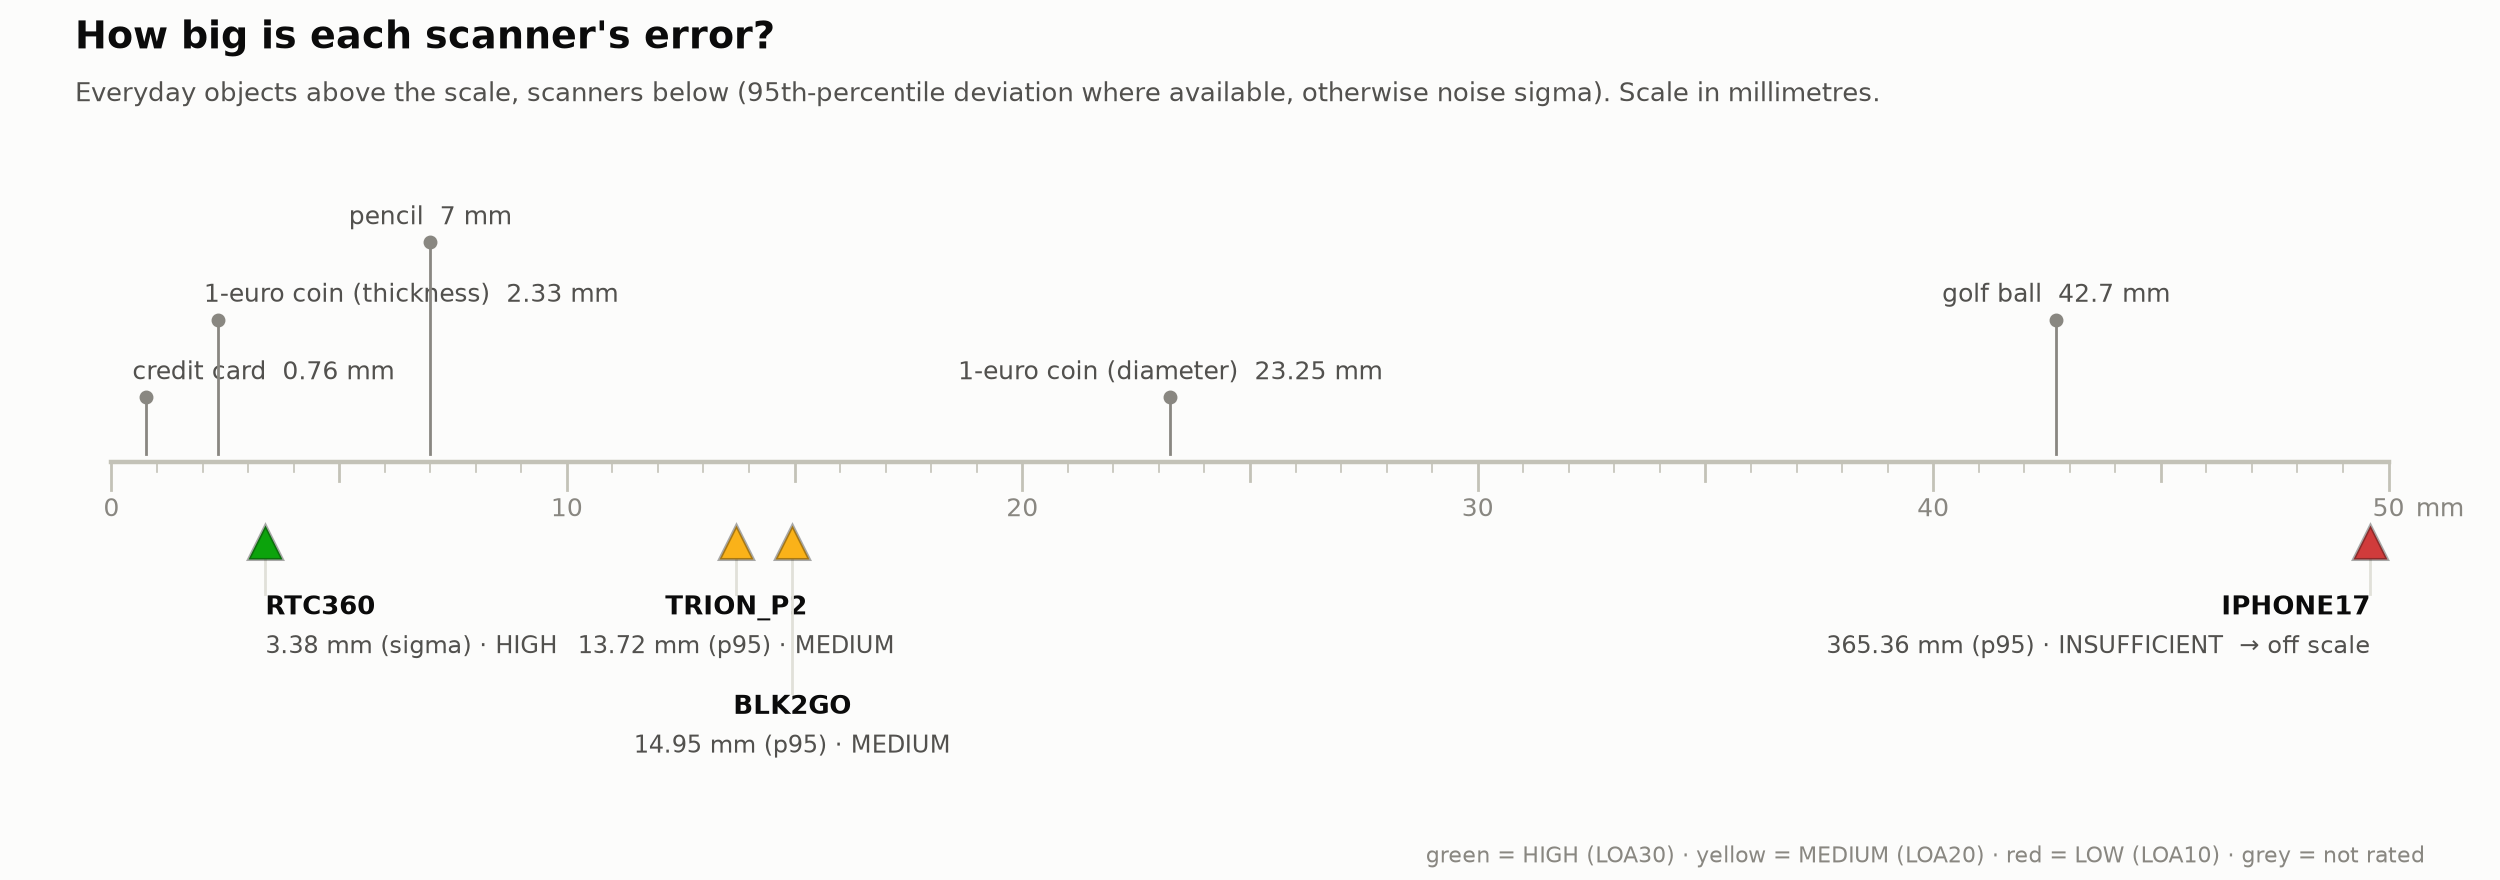 How big is each scanner's error?
Everyday objects above the scale, scanners below (95th-percentile deviation where available, otherwise noise sigma). Scale in millimetres.
pencil  7 mm
1-euro coin (thickness)  2.33 mm
golf ball  42.7 mm
credit card  0.76 mm
1-euro coin (diameter)  23.25 mm
0
10
20
30
40
50  mm
RTC360
3.38 mm (sigma) · HIGH
TRION_P2
13.72 mm (p95) · MEDIUM
IPHONE17
365.36 mm (p95) · INSUFFICIENT  → off scale
BLK2GO
14.95 mm (p95) · MEDIUM
green = HIGH (LOA30) · yellow = MEDIUM (LOA20) · red = LOW (LOA10) · grey = not rated